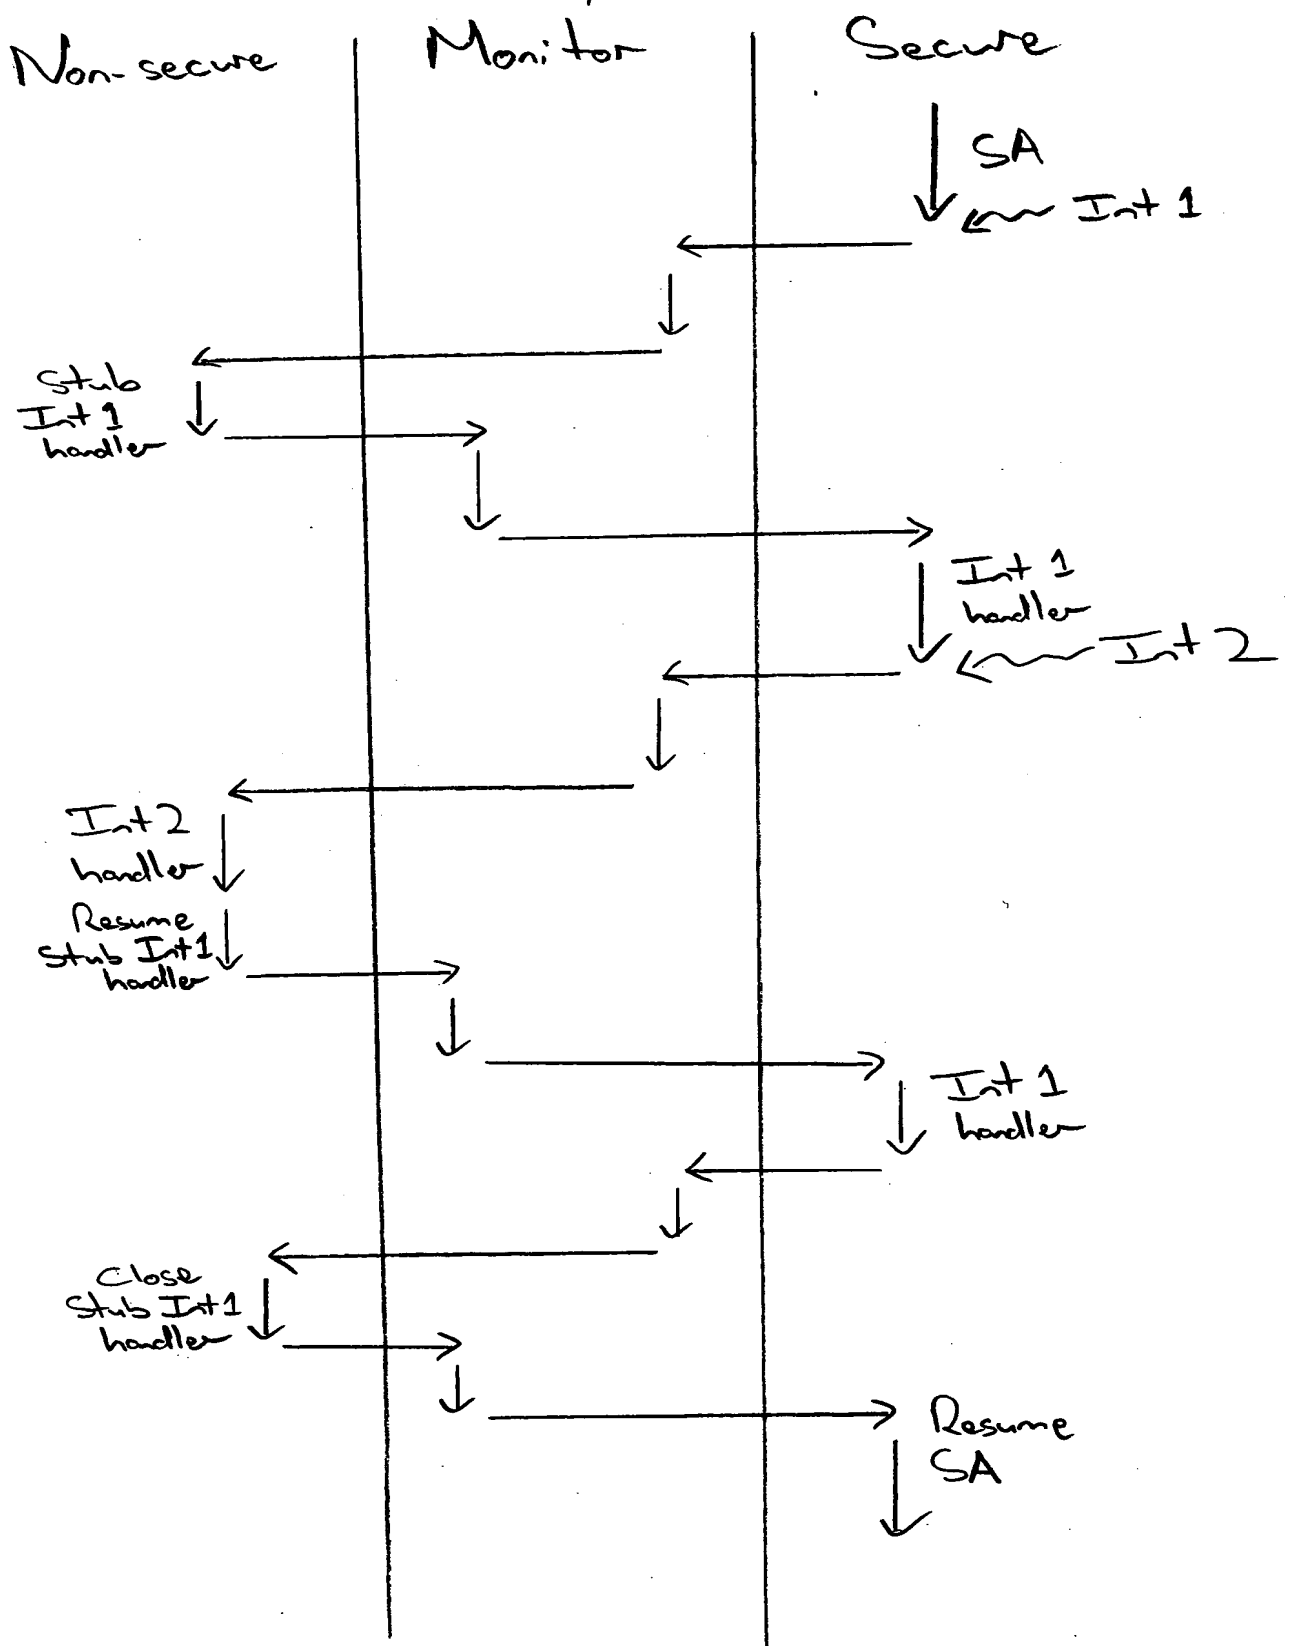 Non-secure
Monitor
Secure
SA
Int 1
Stub
Int 1
handler
Int 1
handler
Int 2
Int 2
handler
Resume
Stub Int 1
handler
Int 1
handler
Close
Stub Int 1
handler
Resume
SA